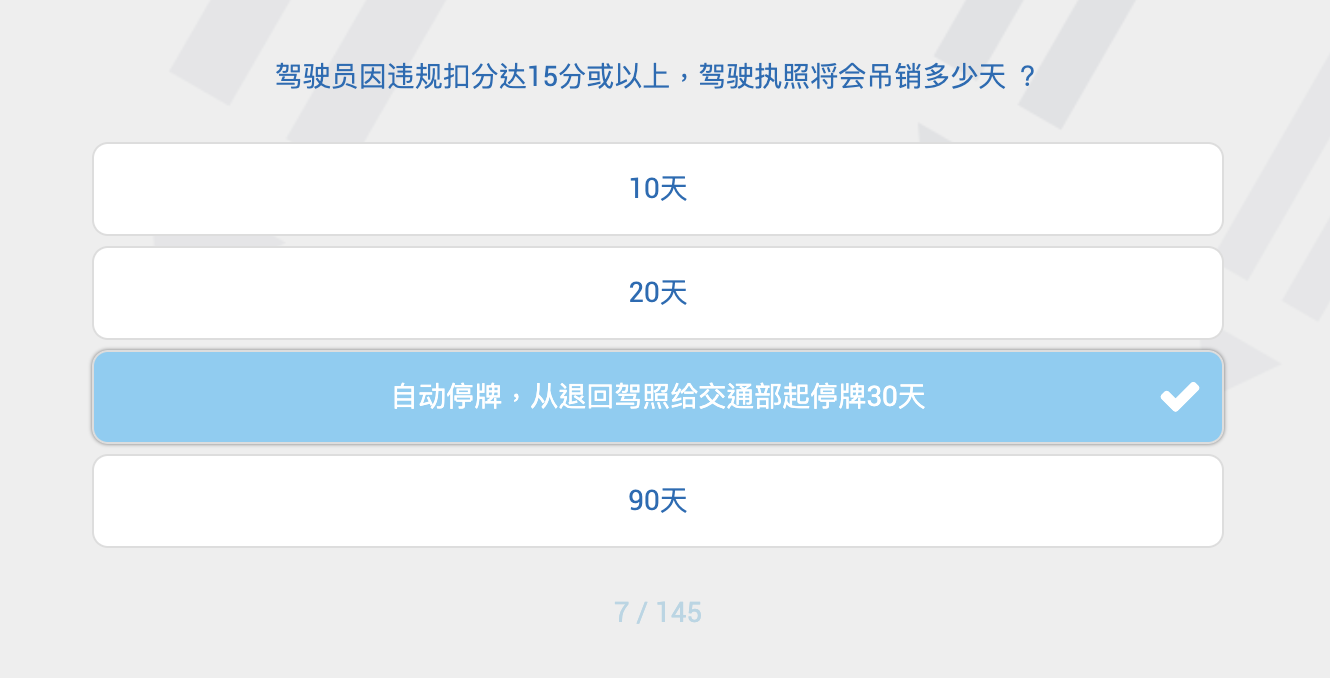 驾驶员因违规扣分达15分或以上，驾驶执照将会吊销多少天 ？
10天
20天
自动停牌，从退回驾照给交通部起停牌30天
90天
7 / 145